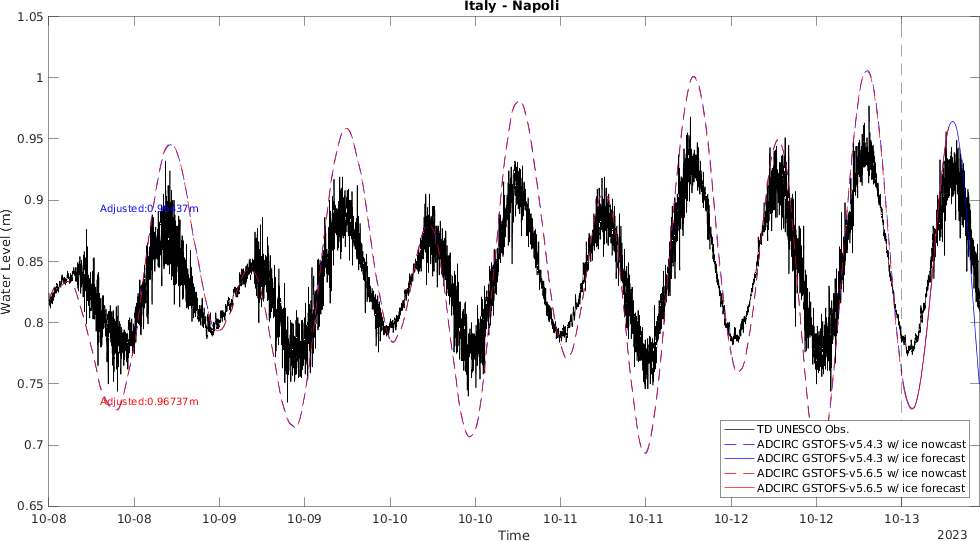 Italy - Napoli
Water Level (m)
1.05
1
0.95
0.9
0.85
0.8
0.75
0.7
0.65
Adjusted:0.96737m
TD UNESCO Obs.
ADCIRC GSTOFS-v5.4.3 w/ ice nowcast
ADCIRC GSTOFS-v5.4.3 w/ ice forecast
ADCIRC GSTOFS-v5.6.5 w/ ice nowcast
ADCIRC GSTOFS-v5.6.5 w/ ice forecast
10-08 10-08 10-09 10-09 10-10 10-10 10-11 10-11 10-12 10-12 10-13
Time
2023